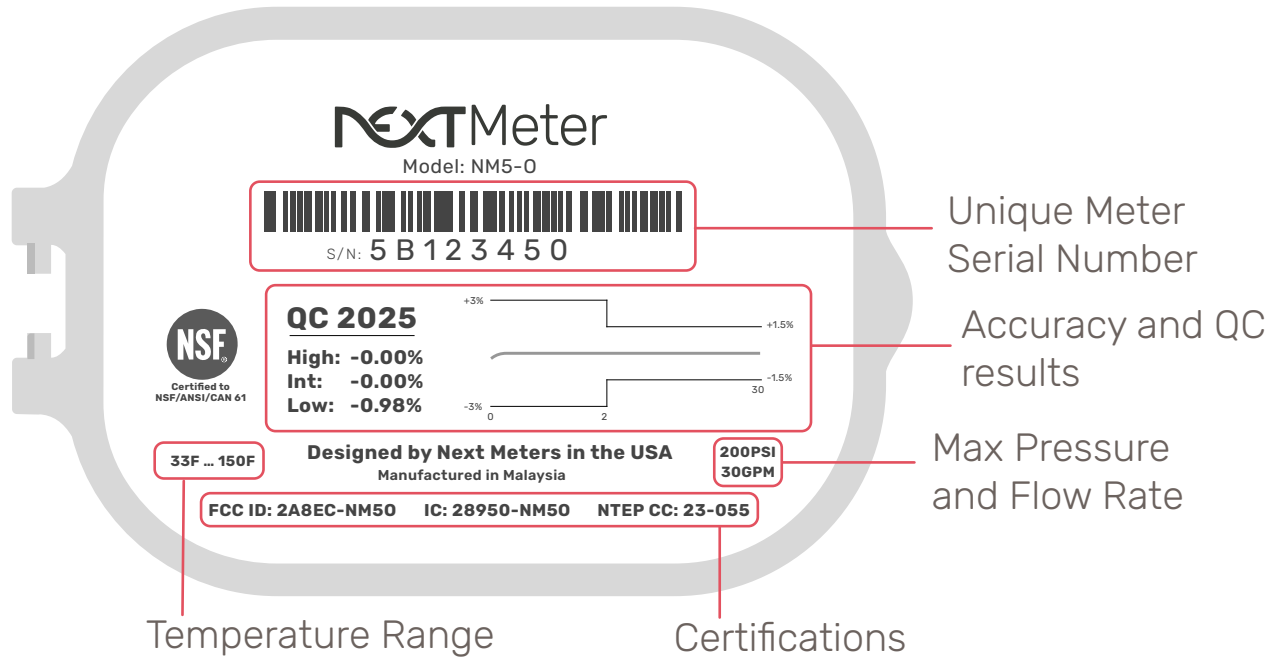 NEXTMeter
Model: NM5-0
S/N: 5B123450
Unique Meter
Serial Number
NSF®
Certified to
NSF/ANSI/CAN 61
QC 2025
High: -0.00%
Int: -0.00%
Low: -0.98%
+3%
+1.5%
-1.5%
-3%
0
2
30
Accuracy and QC
results
33F ... 150F
Designed by Next Meters in the USA
Manufactured in Malaysia
200PSI
30GPM
Max Pressure
and Flow Rate
FCC ID: 2A8EC-NM50 IC: 28950-NM50 NTEP CC: 23-055
Temperature Range
Certifications